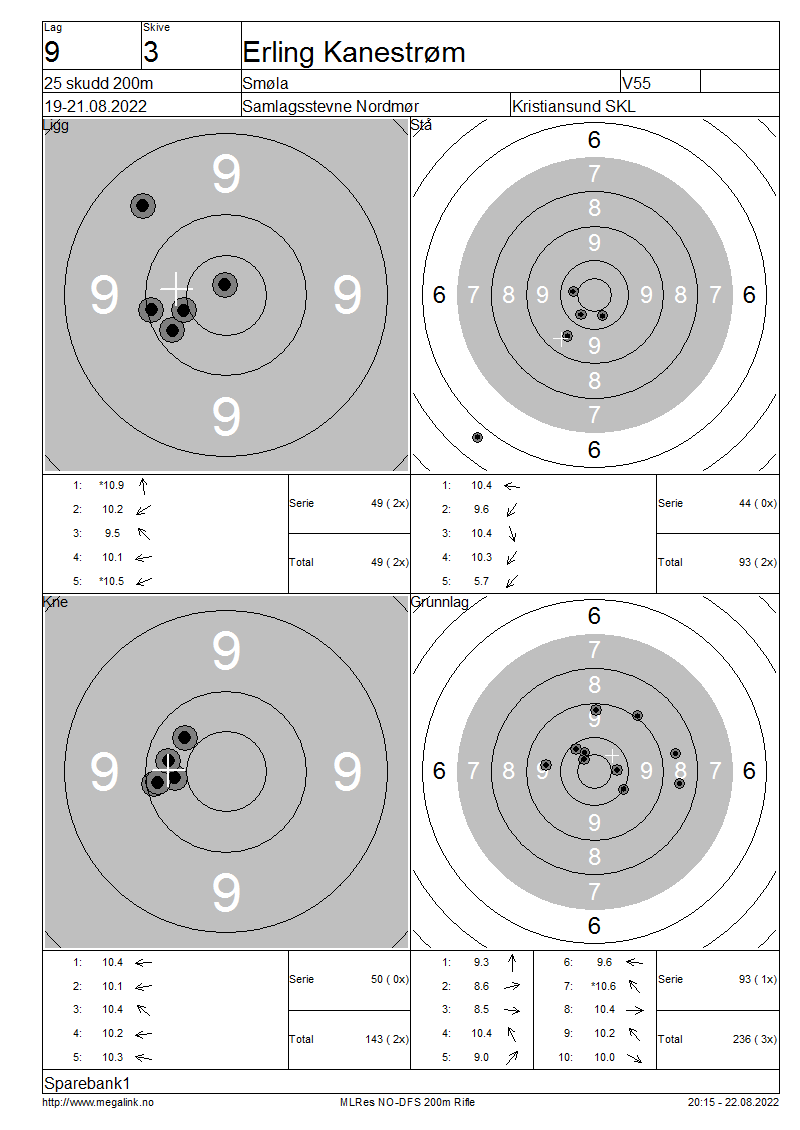 Lag Skive
9 3 Erling Kanestrøm
25 skudd 200m Smøla V55
19-21.08.2022 Samlagsstevne Nordmør Kristiansund SKL
Ligg
9
9 9
9
Stå
6
7
8
9
6 7 8 9 9 8 7 6
9
8
7
6
1: *10.9
2: 10.2
3: 9.5
4: 10.1
5: *10.5
Serie 49 ( 2x)
Total 49 ( 2x)
1: 10.4
2: 9.6
3: 10.4
4: 10.3
5: 5.7
Serie 44 ( 0x)
Total 93 ( 2x)
Kne
9
9 9
9
Grunnlag
6
7
8
9
6 7 8 9 9 8 7 6
9
8
7
6
1: 10.4
2: 10.1
3: 10.4
4: 10.2
5: 10.3
Serie 50 ( 0x)
Total 143 ( 2x)
1: 9.3 6: 9.6
2: 8.6 7: *10.6
3: 8.5 8: 10.4
4: 10.4 9: 10.2
5: 9.0 10: 10.0
Serie 93 ( 1x)
Total 236 ( 3x)
Sparebank1
http://www.megalink.no MLRes NO-DFS 200m Rifle 20:15 - 22.08.2022